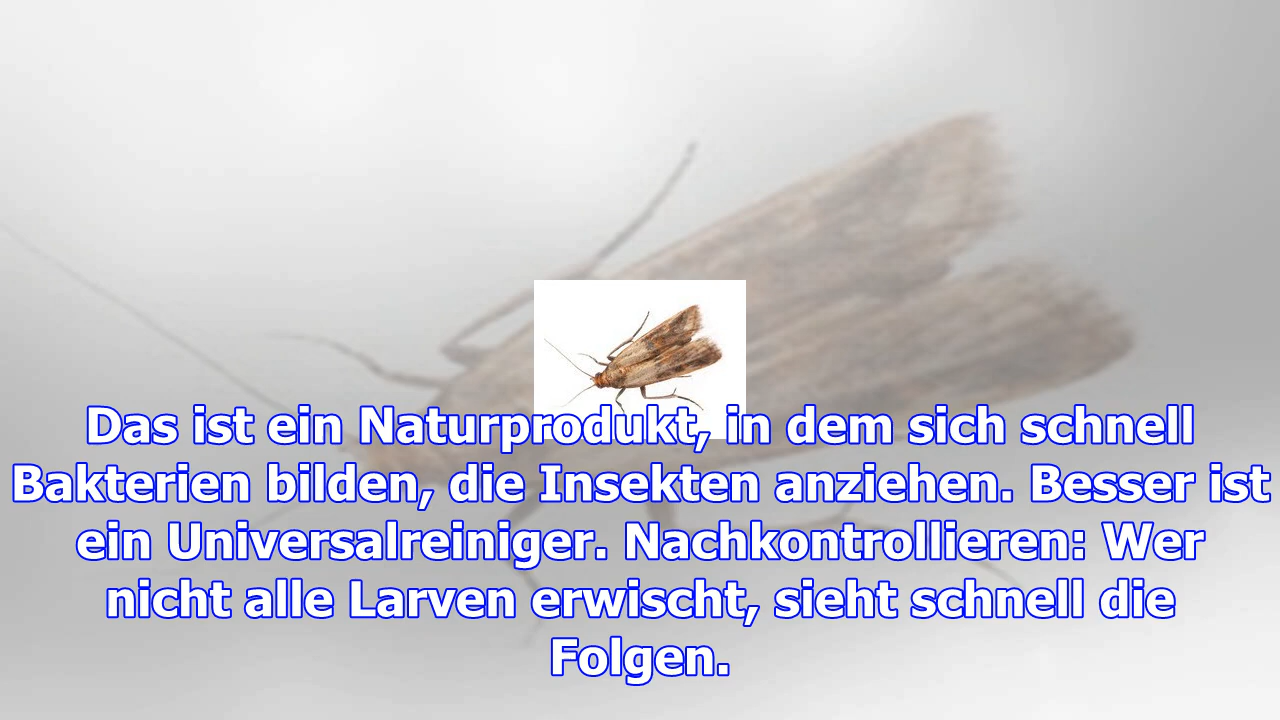 Das ist ein Naturprodukt, in dem sich schnell
Bakterien bilden, die Insekten anziehen. Besser ist
ein Universalreiniger. Nachkontrollieren: Wer
nicht alle Larven erwischt, sieht schnell die
Folgen.